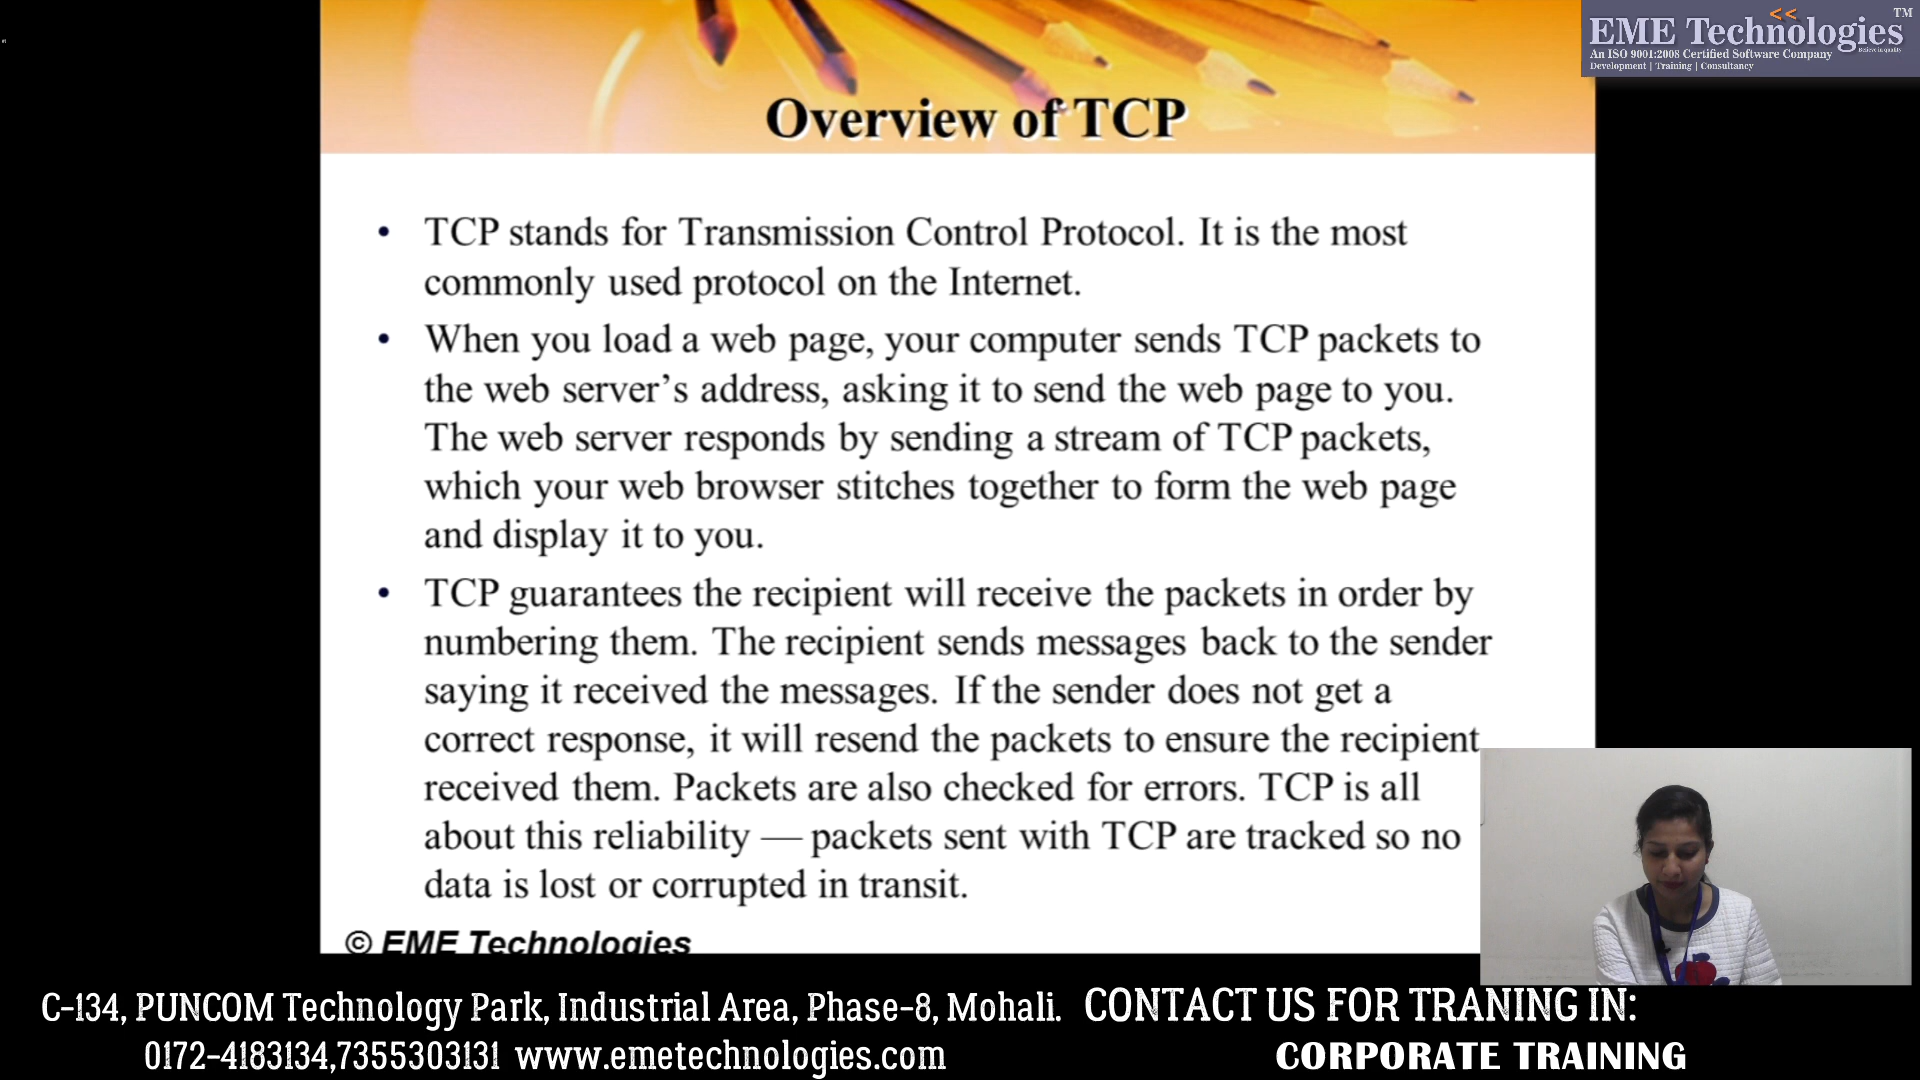 <<
TM
EME Technologies
Believe in quality
An ISO 9001:2008 Certified Software Company
Development | Training | Consultancy
Overview of TCP
• TCP stands for Transmission Control Protocol. It is the most
commonly used protocol on the Internet.
• When you load a web page, your computer sends TCP packets to
the web server’s address, asking it to send the web page to you.
The web server responds by sending a stream of TCP packets,
which your web browser stitches together to form the web page
and display it to you.
• TCP guarantees the recipient will receive the packets in order by
numbering them. The recipient sends messages back to the sender
saying it received the messages. If the sender does not get a
correct response, it will resend the packets to ensure the recipient
received them. Packets are also checked for errors. TCP is all
about this reliability — packets sent with TCP are tracked so no
data is lost or corrupted in transit.
© EME Technologies
C-134, PUNCOM Technology Park, Industrial Area, Phase-8, Mohali.
0172-4183134,7355303131 www.emetechnologies.com
CONTACT US FOR TRANING IN:
CORPORATE TRAINING